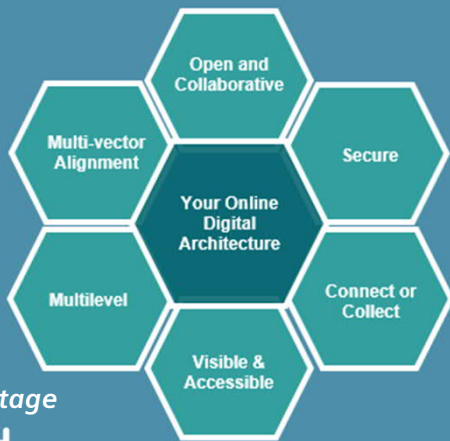 Open and
Collaborative
Multi-vector
Alignment
Secure
Your Online
Digital
Architecture
Multilevel
Connect or
Collect
Visible &
Accessible
tage